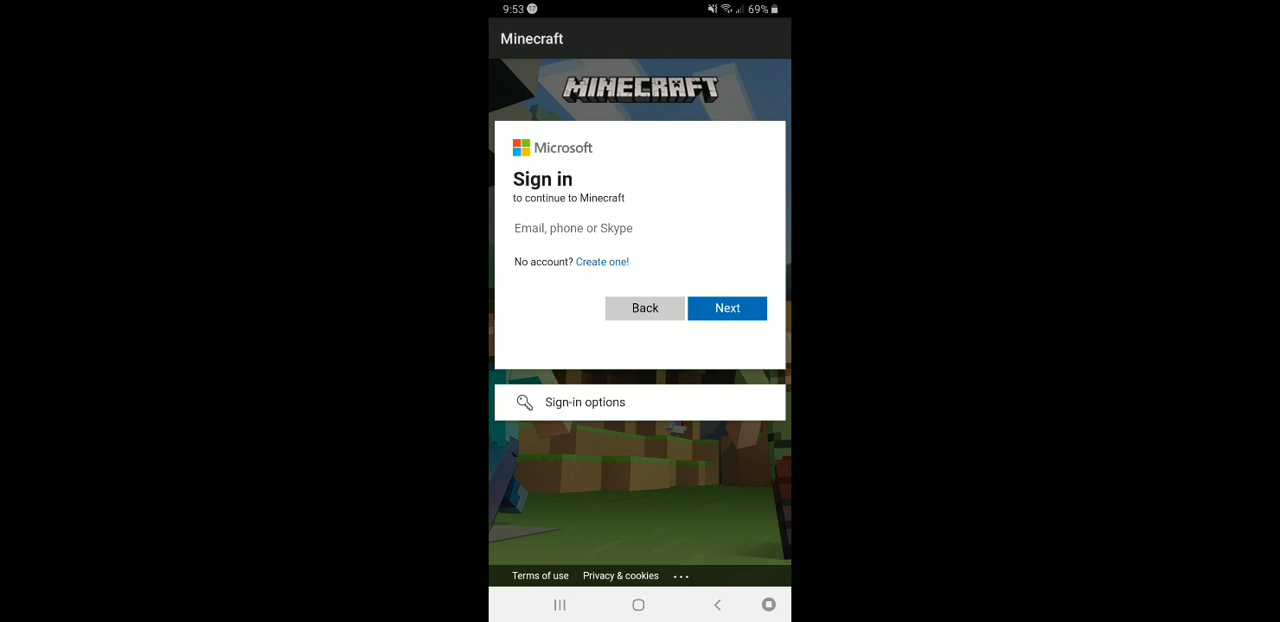 9:53 17 69%
Minecraft
MINECRAFT
Microsoft
Sign in
to continue to Minecraft
Email, phone or Skype
No account? Create one!
Back Next
Sign-in options
Terms of use Privacy & cookies ...